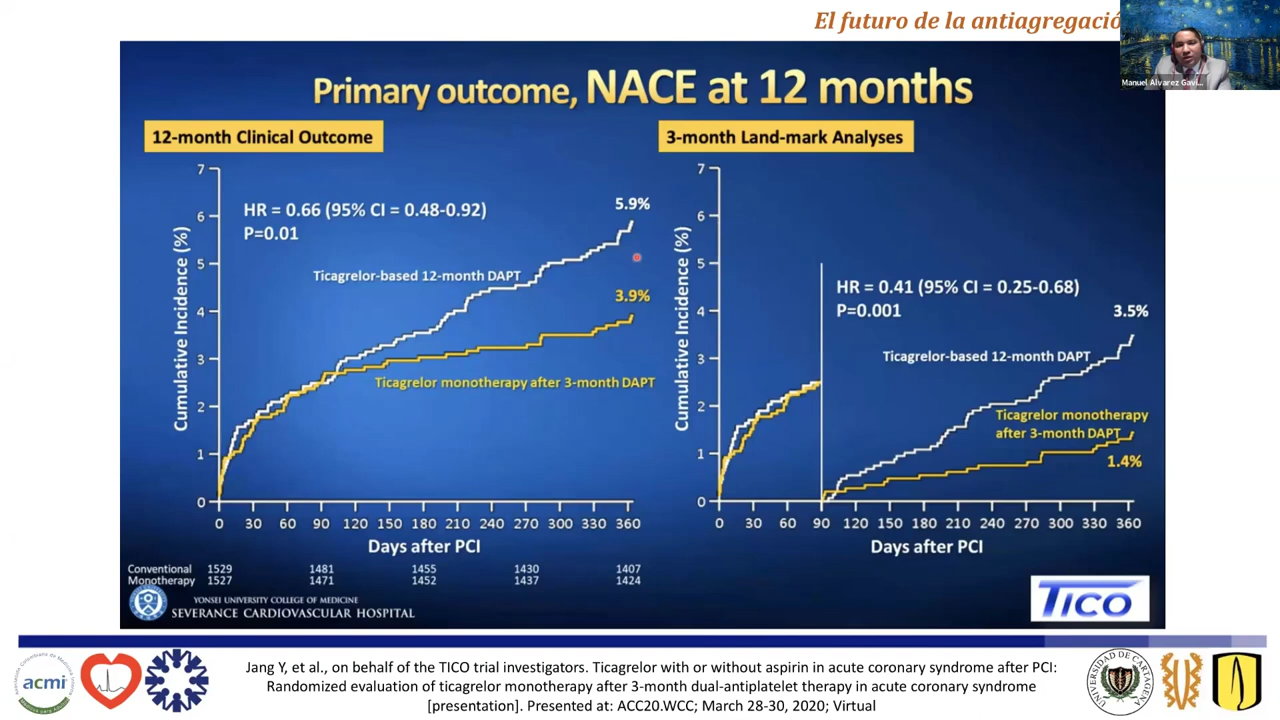 El futuro de la antiagregació
Manuel Alvarez Gavi...
Primary outcome, NACE at 12 months
12-month Clinical Outcome
Cumulative Incidence (%)
7
6
5
4
3
2
1
0
HR = 0.66 (95% CI = 0.48-0.92)
P=0.01
5.9%
Ticagrelor-based 12-month DAPT
3.9%
Ticagrelor monotherapy after 3-month DAPT
0 30 60 90 120 150 180 210 240 270 300 330 360
Days after PCI
Conventional 1529 1481 1455 1430 1407
Monotherapy 1527 1471 1452 1437 1424
3-month Land-mark Analyses
Cumulative Incidence (%)
7
6
5
4
3
2
1
0
HR = 0.41 (95% CI = 0.25-0.68)
P=0.001
3.5%
Ticagrelor-based 12-month DAPT
Ticagrelor monotherapy
after 3-month DAPT
1.4%
0 30 60 90 120 150 180 210 240 270 300 330 360
Days after PCI
YONSEI UNIVERSITY COLLEGE OF MEDICINE
SEVERANCE CARDIOVASCULAR HOSPITAL
TICO
acmi
Jang Y, et al., on behalf of the TICO trial investigators. Ticagrelor with or without aspirin in acute coronary syndrome after PCI:
Randomized evaluation of ticagrelor monotherapy after 3-month dual-antiplatelet therapy in acute coronary syndrome
[presentation]. Presented at: ACC20.WCC; March 28-30, 2020; Virtual
UNIVERSIDAD DE CARTAGENA